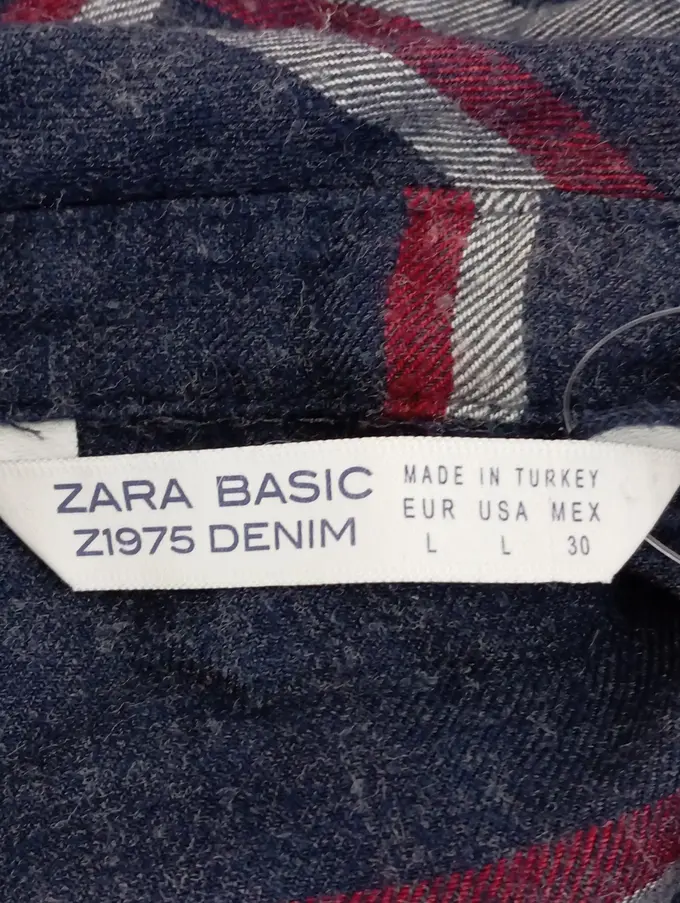 ZARA BASIC
Z1975 DENIM
MADE IN TURKEY
EUR USA MEX
L L 30